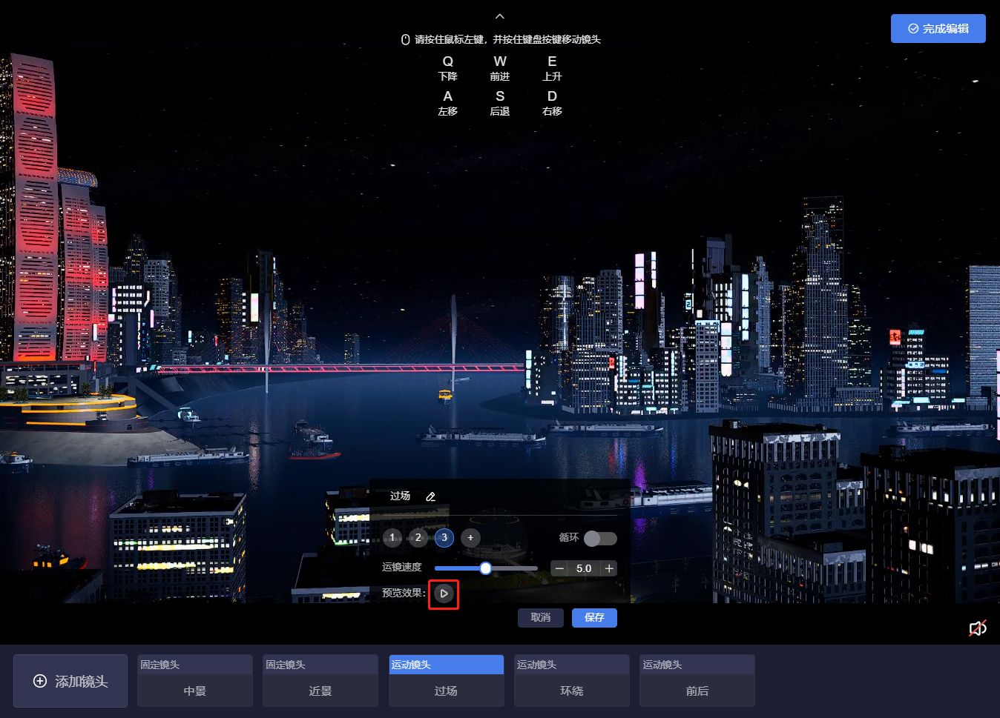 请按住鼠标左键，并按住键盘按键移动镜头
完成编辑
Q W E
下降 前进 上升
A S D
左移 后退 右移
过场
1 2 3 + 循环
运镜速度 — 5.0 +
预览效果:
取消 保存
添加镜头
固定镜头 固定镜头 运动镜头 运动镜头 运动镜头
中景 近景 过场 环绕 前后